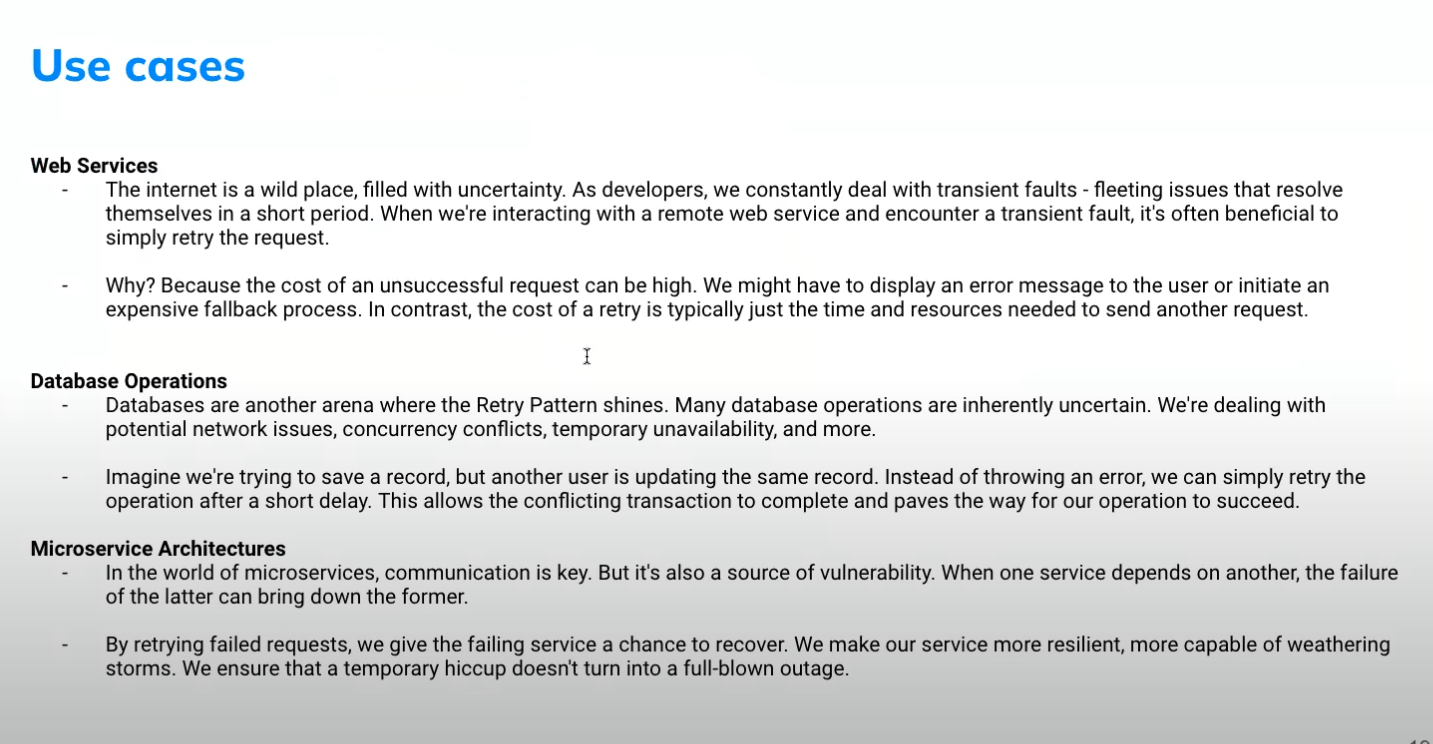 Use cases
Web Services
- The internet is a wild place, filled with uncertainty. As developers, we constantly deal with transient faults - fleeting issues that resolve
themselves in a short period. When we're interacting with a remote web service and encounter a transient fault, it's often beneficial to
simply retry the request.
- Why? Because the cost of an unsuccessful request can be high. We might have to display an error message to the user or initiate an
expensive fallback process. In contrast, the cost of a retry is typically just the time and resources needed to send another request.
Database Operations
- Databases are another arena where the Retry Pattern shines. Many database operations are inherently uncertain. We're dealing with
potential network issues, concurrency conflicts, temporary unavailability, and more.
- Imagine we're trying to save a record, but another user is updating the same record. Instead of throwing an error, we can simply retry the
operation after a short delay. This allows the conflicting transaction to complete and paves the way for our operation to succeed.
Microservice Architectures
- In the world of microservices, communication is key. But it's also a source of vulnerability. When one service depends on another, the failure
of the latter can bring down the former.
- By retrying failed requests, we give the failing service a chance to recover. We make our service more resilient, more capable of weathering
storms. We ensure that a temporary hiccup doesn't turn into a full-blown outage.